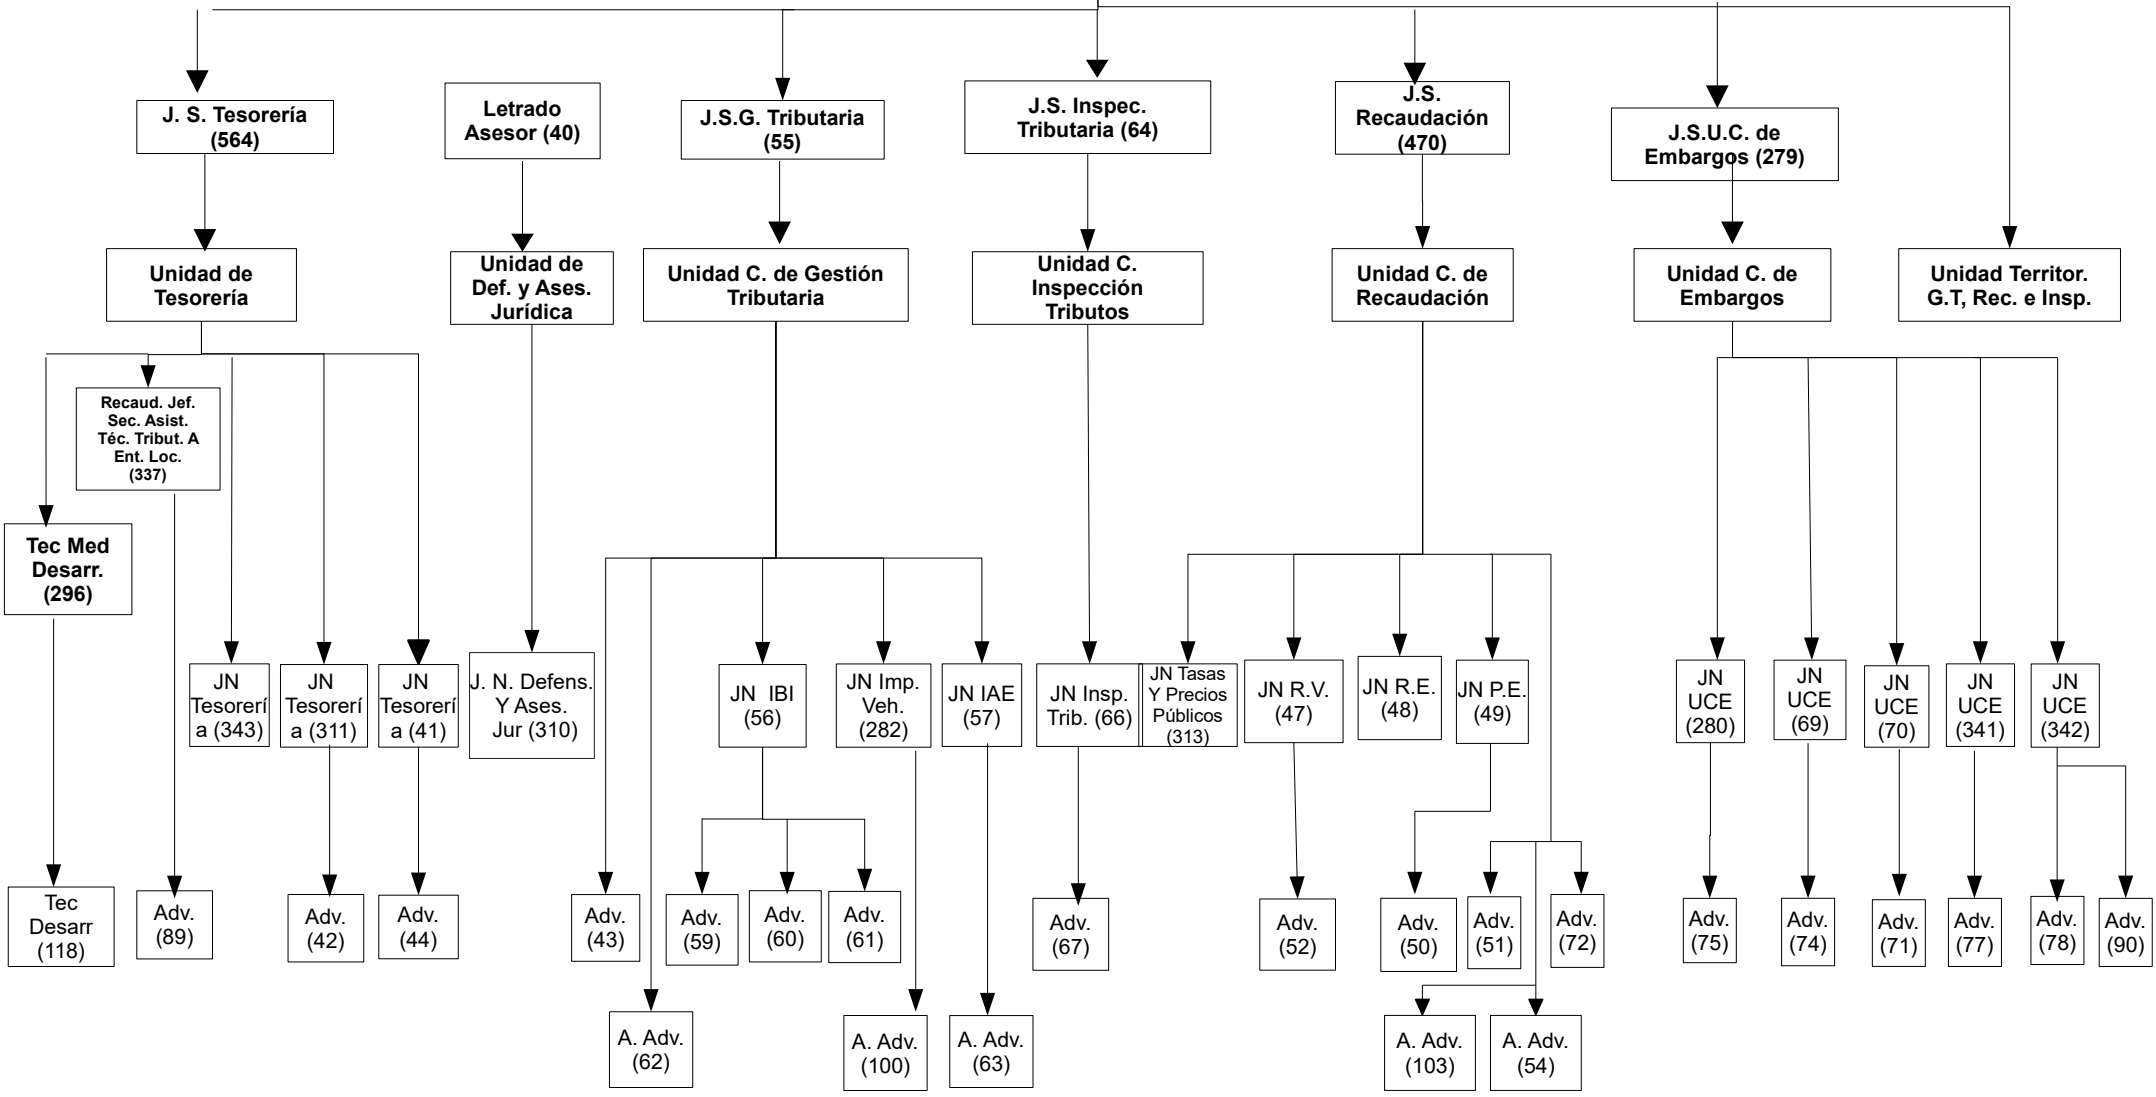 J. S. Tesorería
(564)
Letrado
Asesor (40)
J.S.G. Tributaria
(55)
J.S. Inspec.
Tributaria (64)
J.S.
Recaudación
(470)
J.S.U.C. de
Embargos (279)
Unidad de
Tesorería
Unidad de
Def. y Ases.
Jurídica
Unidad C. de Gestión
Tributaria
Unidad C.
Inspección
Tributos
Unidad C. de
Recaudación
Unidad C. de
Embargos
Unidad Territor.
G.T, Rec. e Insp.
Recaud. Jef.
Sec. Asist.
Téc. Tribut. A
Ent. Loc.
(337)
Tec Med
Desarr.
(296)
JN
Tesorerí
a (343)
JN
Tesorerí
a (311)
JN
Tesorerí
a (41)
J. N. Defens.
Y Ases.
Jur (310)
JN IBI
(56)
JN Imp.
Veh.
(282)
JN IAE
(57)
JN Insp.
Trib. (66)
JN Tasas
Y Precios
Públicos
(313)
JN R.V.
(47)
JN R.E.
(48)
JN P.E.
(49)
JN
UCE
(280)
JN
UCE
(69)
JN
UCE
(70)
JN
UCE
(341)
JN
UCE
(342)
Tec
Desarr
(118)
Adv.
(89)
Adv.
(42)
Adv.
(44)
Adv.
(43)
Adv.
(59)
Adv.
(60)
Adv.
(61)
Adv.
(67)
Adv.
(52)
Adv.
(50)
Adv.
(51)
Adv.
(72)
Adv.
(75)
Adv.
(74)
Adv.
(71)
Adv.
(77)
Adv.
(78)
Adv.
(90)
A. Adv.
(62)
A. Adv.
(100)
A. Adv.
(63)
A. Adv.
(103)
A. Adv.
(54)